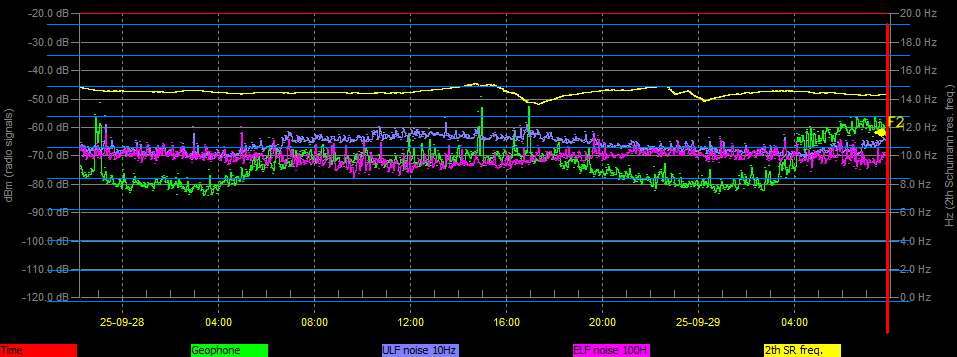 -20.0 dB 20.0 Hz
-30.0 dB 18.0 Hz
-40.0 dB 16.0 Hz
-50.0 dB 14.0 Hz
-60.0 dB F2 12.0 Hz
-70.0 dB 10.0 Hz
-80.0 dB 8.0 Hz
-90.0 dB 6.0 Hz
-100.0 dB 4.0 Hz
-110.0 dB 2.0 Hz
-120.0 dB 0.0 Hz
dBm (radio signals)
Hz (2th Schumann res. freq.)
25-09-28 04:00 08:00 12:00 16:00 20:00 25-09-29 04:00
Time Geophone ULF noise 10Hz ELF noise 100H 2th SR freq.